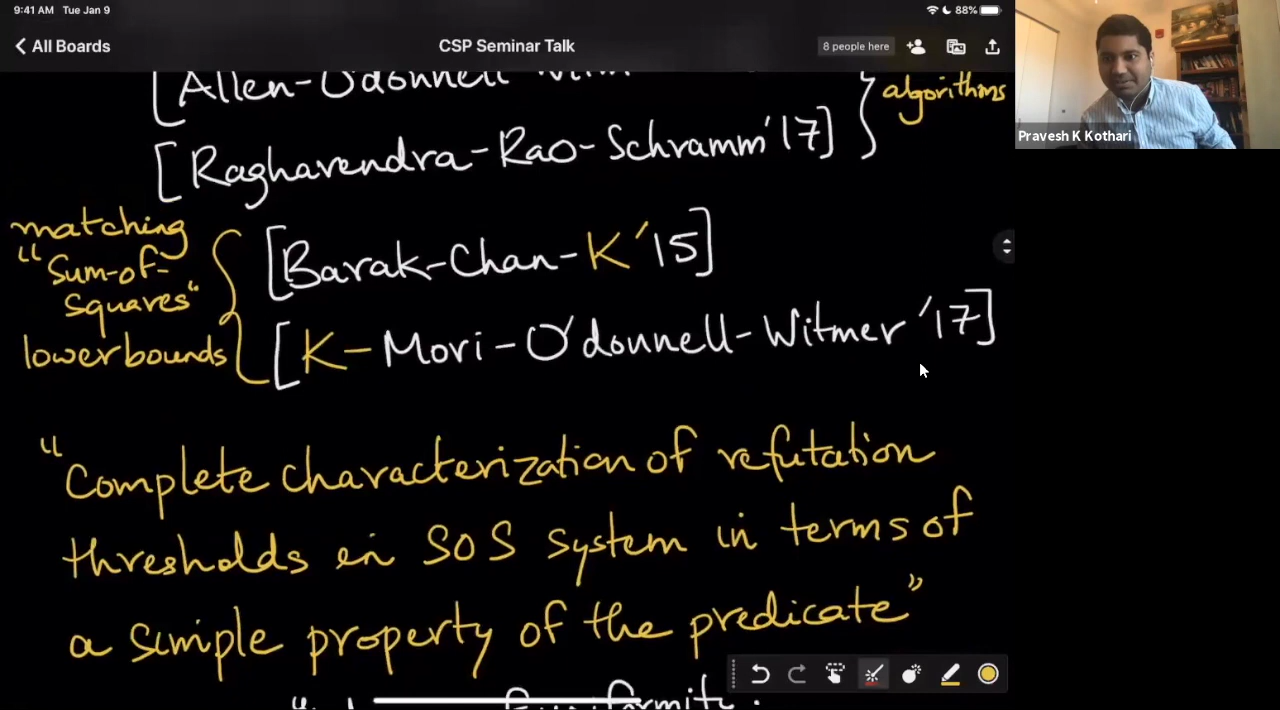 9:41 AM Tue Jan 9
88%
All Boards
CSP Seminar Talk
8 people here
[Allen-O'donnell
algorithms
[Raghavendra-Rao-Schramm'17]
Pravesh K Kothari
matching
"Sum-of-
squares"
lowerbounds
[Barak-Chan-K'15]
[K-Mori-O'donnell-Witmer'17]
"Complete characterization of refutation
thresholds in SOS system in terms of
a simple property of the predicate"